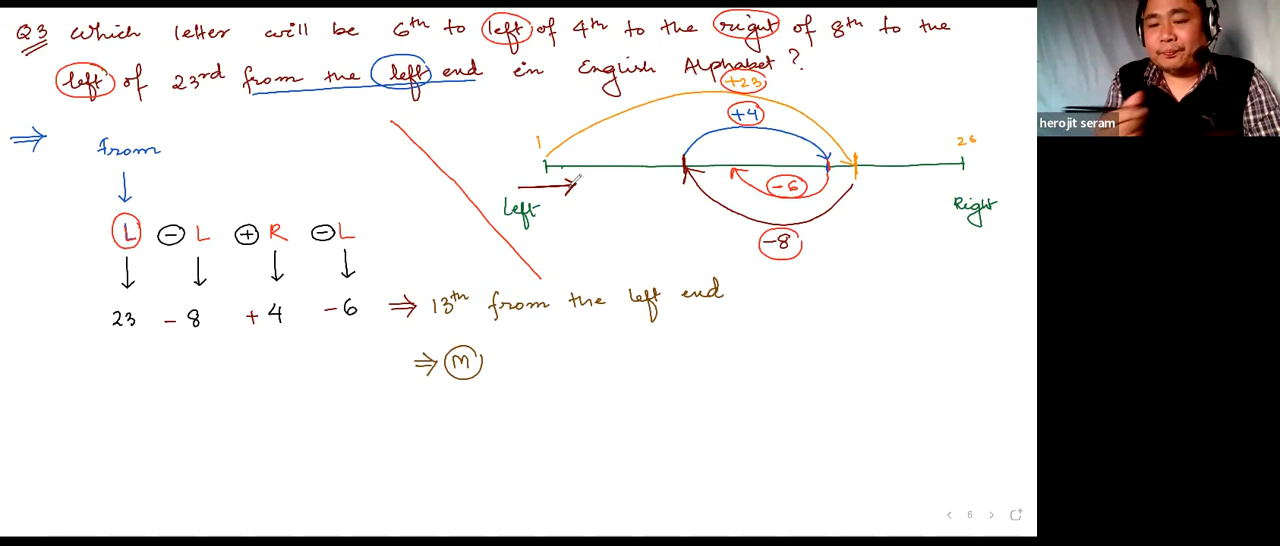 Q3 Which letter will be 6th to left of 4th to the right of 8th to the
left of 23rd from the left end in English Alphabet?
+23
+4
1
26
-6
Left
Right
-8
from
L - L + R - L
23 - 8 + 4 - 6 ⇒ 13th from the left end
⇒ M
herojit seram
< 6 >